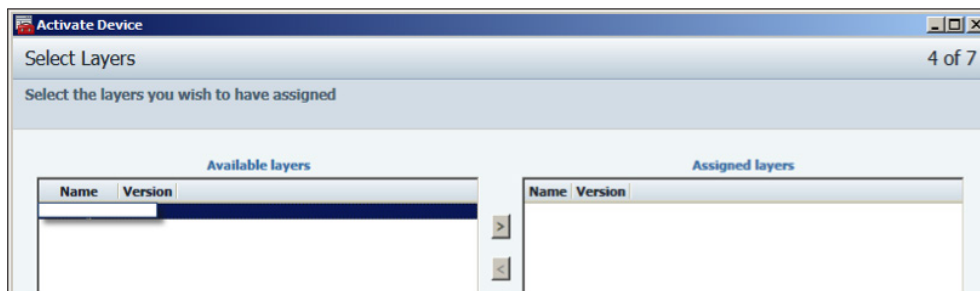 Activate Device
Select Layers
4 of 7
Select the layers you wish to have assigned
Available layers
Assigned layers
Name Version
Name Version
>
<